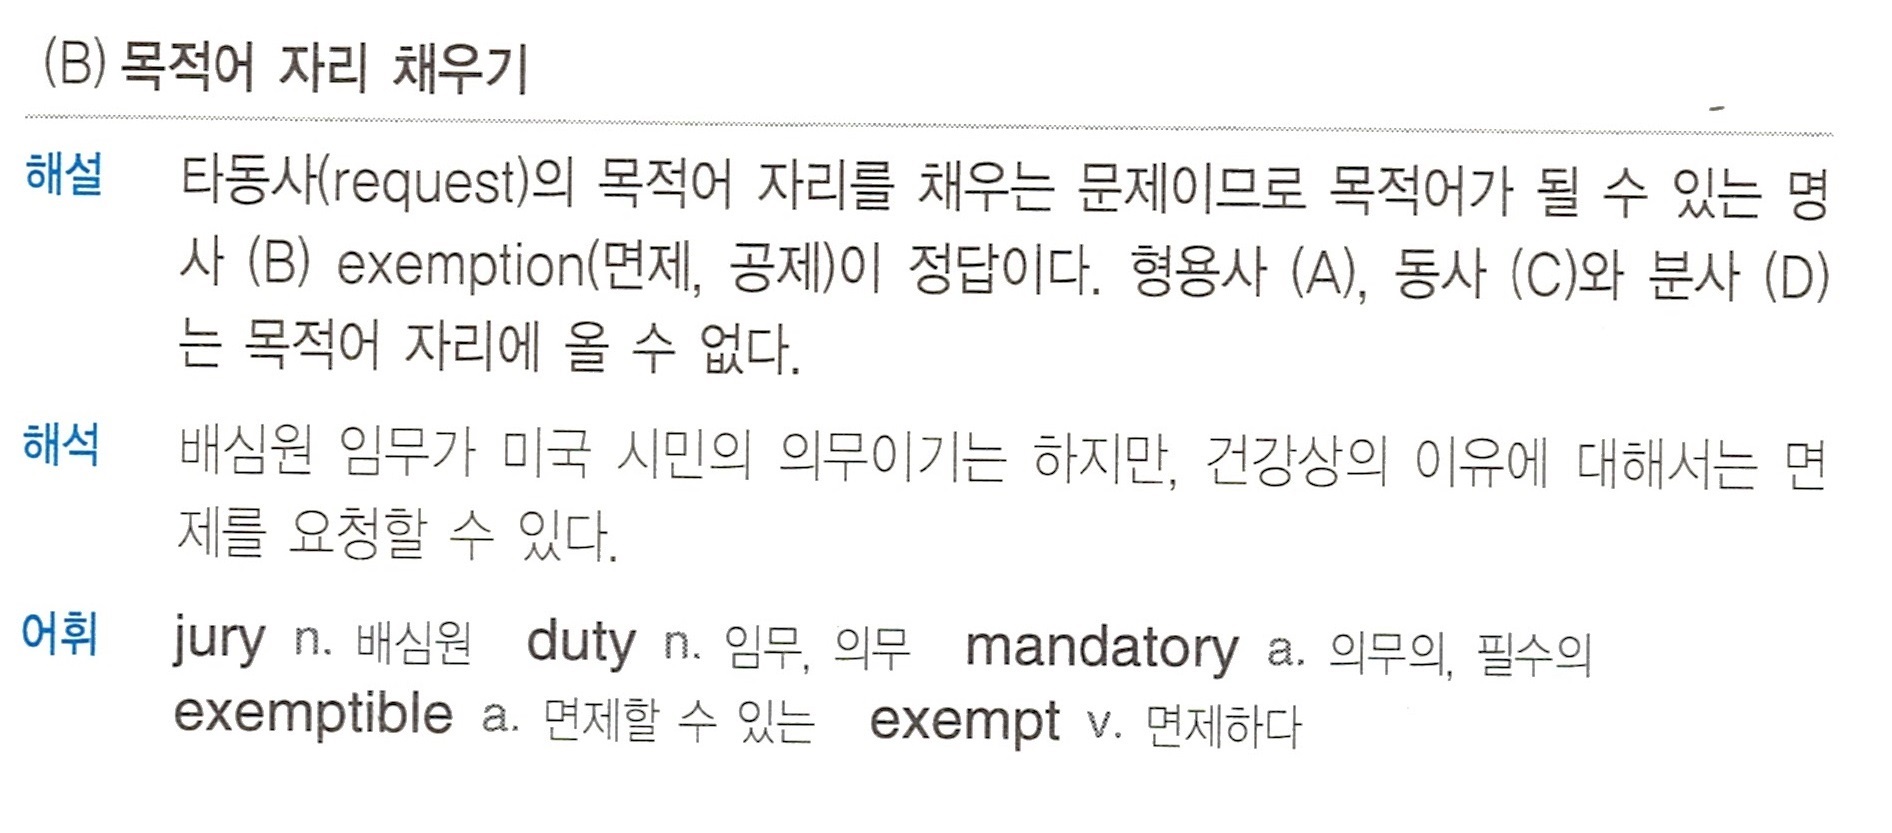 (B) 목적어 자리 채우기
해설 타동사(request)의 목적어 자리를 채우는 문제이므로 목적어가 될 수 있는 명
사 (B) exemption(면제, 공제)이 정답이다. 형용사 (A), 동사 (C)와 분사 (D)
는 목적어 자리에 올 수 없다.
해석 배심원 임무가 미국 시민의 의무이기는 하지만, 건강상의 이유에 대해서는 면
제를 요청할 수 있다.
어휘 jury n. 배심원 duty n. 임무, 의무 mandatory a. 의무의, 필수의
exemptible a. 면제할 수 있는 exempt v. 면제하다